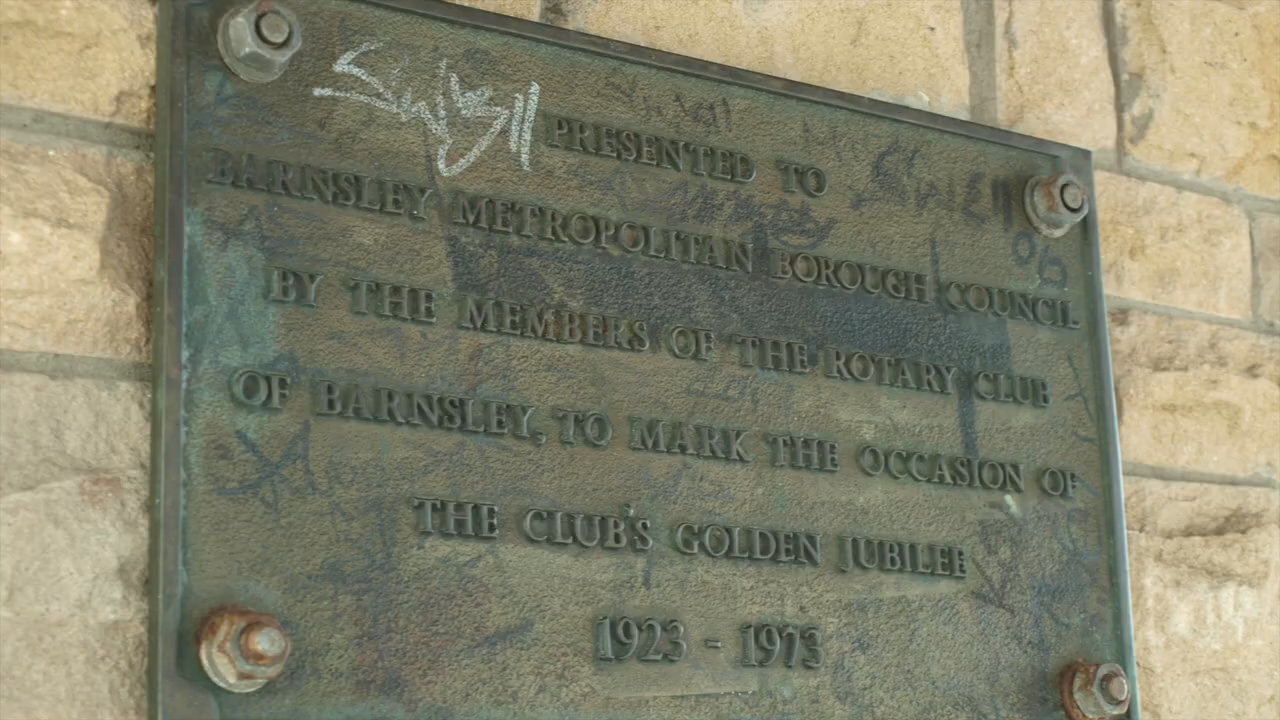 PRESENTED TO
BARNSLEY METROPOLITAN BOROUGH COUNCIL
BY THE MEMBERS OF THE ROTARY CLUB
OF BARNSLEY, TO MARK THE OCCASION OF
THE CLUB'S GOLDEN JUBILEE
1923 - 1973